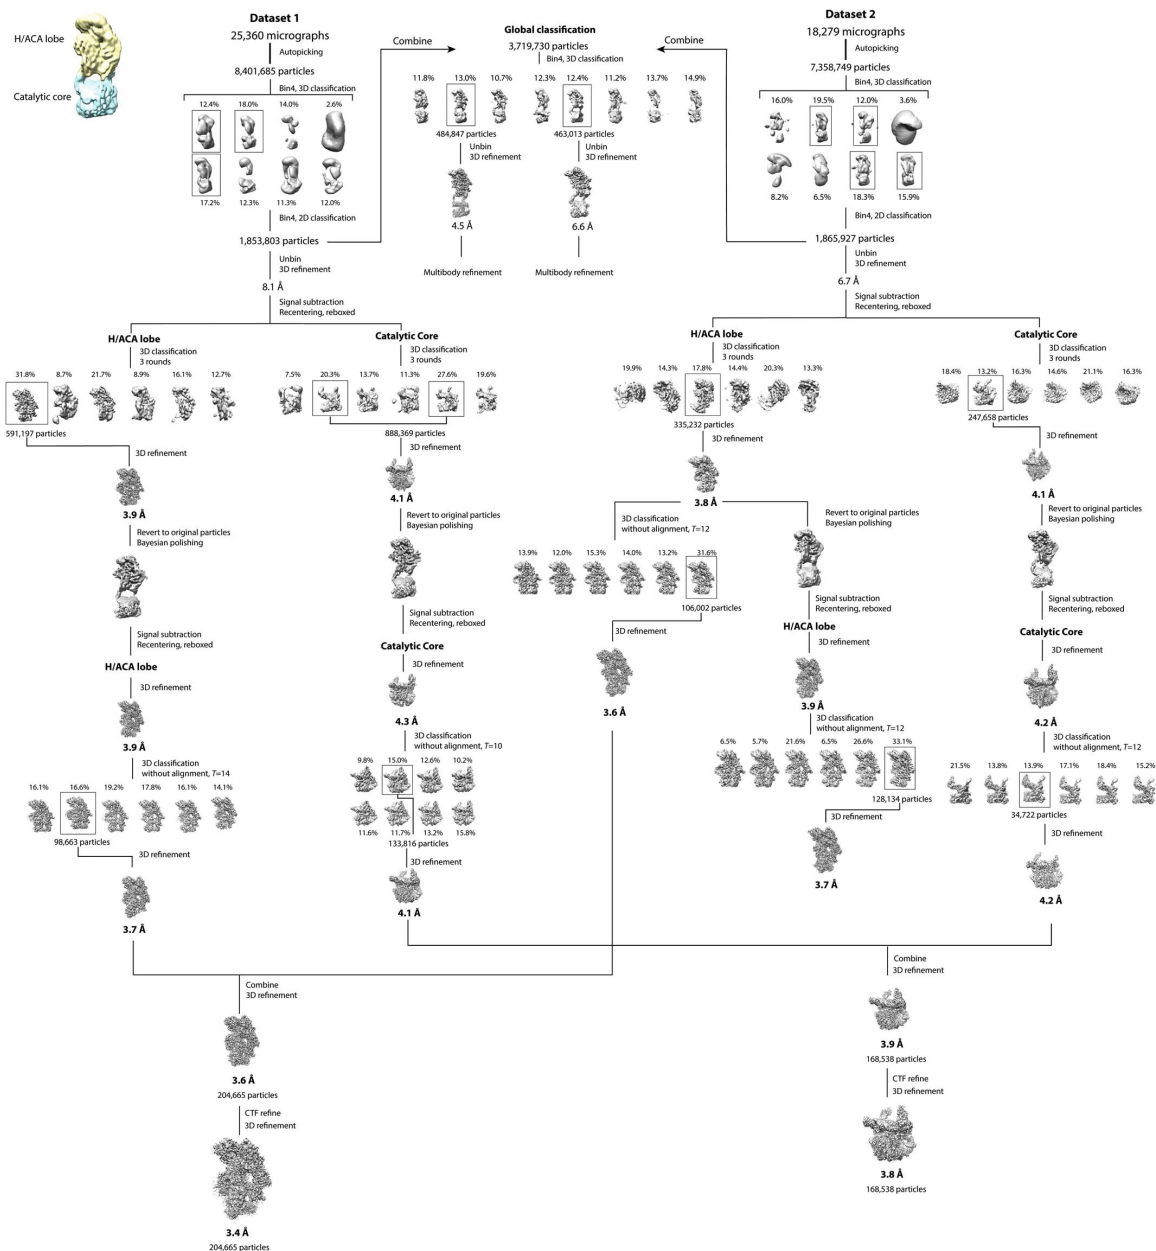 H/ACA lobe
Catalytic core
Dataset 1
25,360 micrographs
Autopicking
8,401,685 particles
Bin4, 3D classification
12.4% 18.0% 14.0% 2.6%
17.2% 12.3% 11.3% 12.0%
Bin4, 2D classification
1,853,803 particles
Unbin
3D refinement
8.1 Å
Signal subtraction
Recentering, reboxed
Combine
Global classification
3,719,730 particles
Bin4, 3D classification
11.8% 13.0% 10.7% 12.3% 12.4% 11.2% 13.7% 14.9%
484,847 particles
Unbin
3D refinement
4.5 Å
Multibody refinement
463,013 particles
Unbin
3D refinement
6.6 Å
Multibody refinement
Combine
Dataset 2
18,279 micrographs
Autopicking
7,358,749 particles
Bin4, 3D classification
16.0% 19.5% 12.0% 3.6%
8.2% 6.5% 18.3% 15.9%
Bin4, 2D classification
1,865,927 particles
Unbin
3D refinement
6.7 Å
Signal subtraction
Recentering, reboxed
H/ACA lobe
3D classification
3 rounds
31.8% 8.7% 21.7% 8.9% 16.1% 12.7%
591,197 particles
3D refinement
3.9 Å
Revert to original particles
Bayesian polishing
Signal subtraction
Recentering, reboxed
H/ACA lobe
3D refinement
3.9 Å
3D classification
without alignment, T=14
16.1% 16.6% 19.2% 17.8% 16.1% 14.1%
98,663 particles
3D refinement
3.7 Å
Catalytic Core
3D classification
3 rounds
7.5% 20.3% 13.7% 11.3% 27.6% 19.6%
888,369 particles
3D refinement
4.1 Å
Revert to original particles
Bayesian polishing
Signal subtraction
Recentering, reboxed
Catalytic Core
3D refinement
4.3 Å
3D classification
without alignment, T=10
9.8% 15.0% 12.6% 10.2%
11.6% 11.7% 13.2% 15.8%
133,816 particles
3D refinement
4.1 Å
H/ACA lobe
3D classification
3 rounds
19.9% 14.3% 17.8% 14.4% 20.3% 13.3%
335,232 particles
3D refinement
3.8 Å
3D classification
without alignment, T=12
13.9% 12.0% 15.3% 14.0% 13.2% 31.6%
106,002 particles
3D refinement
3.6 Å
Revert to original particles
Bayesian polishing
Signal subtraction
Recentering, reboxed
H/ACA lobe
3D refinement
3.9 Å
3D classification
without alignment, T=12
6.5% 5.7% 21.6% 6.5% 26.6% 33.1%
128,134 particles
3D refinement
3.7 Å
Catalytic Core
3D classification
3 rounds
18.4% 13.2% 16.3% 14.6% 21.1% 16.3%
247,658 particles
3D refinement
4.1 Å
Revert to original particles
Bayesian polishing
Signal subtraction
Recentering, reboxed
Catalytic Core
3D refinement
4.2 Å
3D classification
without alignment, T=12
21.5% 13.8% 13.9% 17.1% 18.4% 15.2%
34,722 particles
3D refinement
4.2 Å
Combine
3D refinement
3.6 Å
204,665 particles
CTF refine
3D refinement
3.4 Å
204,665 particles
Combine
3D refinement
3.9 Å
168,538 particles
CTF refine
3D refinement
3.8 Å
168,538 particles